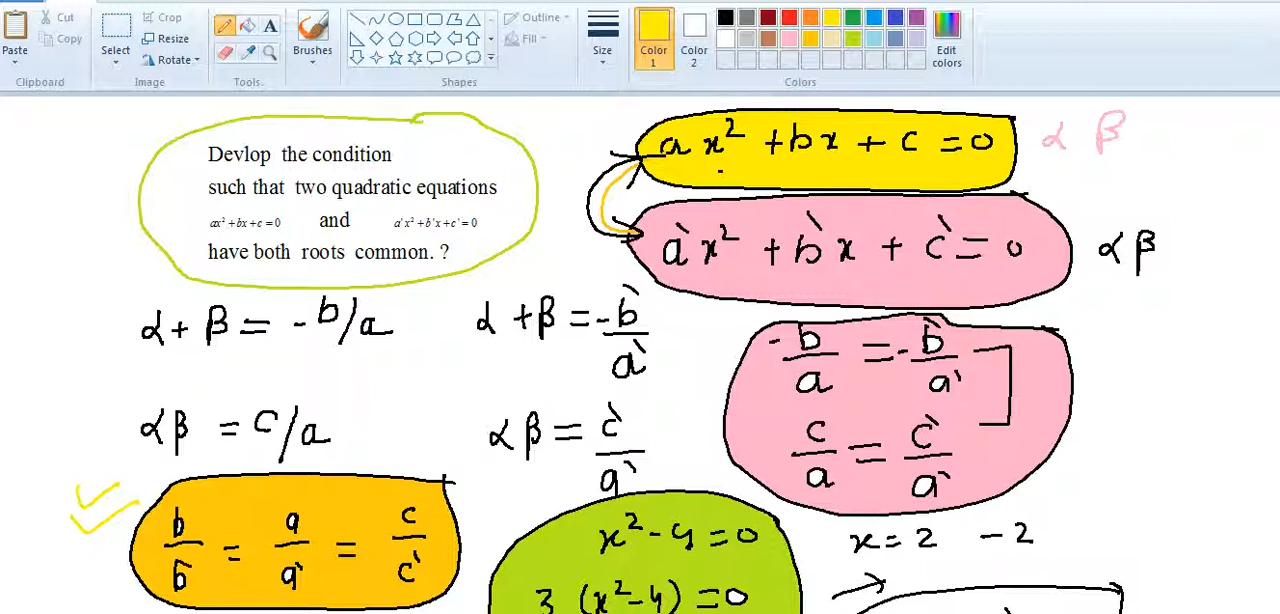 Paste
Cut
Copy
Clipboard
Select
Crop
Resize
Rotate
Image
A
Tools
Brushes
Shapes
Outline
Fill
Size
Color 1
Color 2
Edit colors
Colors
Devlop the condition
such that two quadratic equations
ax² + bx + c = 0 and a'x² + b'x + c' = 0
have both roots common. ?
ax² + bx + c = 0 α β
a`x² + b`x + c` = 0 α β
α + β = - b/a
α + β = - b`/a`
- b/a = - b`/a`
αβ = c/a
αβ = c`/a`
c/a = c`/a`
b/b` = a/a` = c/c`
x² - 4 = 0
x = 2 - 2
3 (x² - 4) = 0